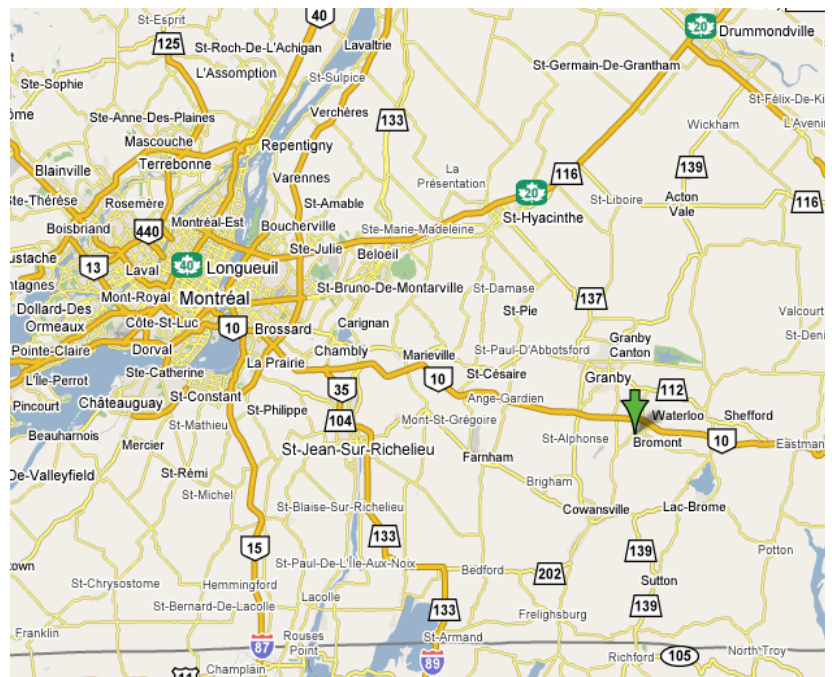 St-Esprit
40
20
Drummondville
125
St-Roch-De-L'Achigan
Lavaltrie
L'Assomption
St-Sulpice
St-Germain-De-Grantham
Ste-Sophie
Ste-Anne-Des-Plaines
Verchères
133
St-Félix-De-Ki
L'Aveni
Wickham
Mascouche
Repentigny
Terrebonne
Blainville
Varennes
La
Présentation
116
139
Ste-Thérèse
Rosemère
St-Amable
20
St-Liboire
Acton
Vale
116
Boisbriand
440
Montréal-Est
Boucherville
Ste-Marie-Madeleine
St-Hyacinthe
Ste-Julie
Beloeil
ustache
13
Laval
40
Longueuil
ntagnes
Mont-Royal
Montréal
St-Bruno-De-Montarville
St-Damase
137
Dollard-Des
Ormeaux
Côte-St-Luc
10
Brossard
Carignan
St-Pie
Valcourt
St-Deni
Pointe-Claire
Dorval
La Prairie
Chambly
Marieville
St-Paul-D'Abbotsford
Granby
Canton
L'Île-Perrot
Ste-Catherine
35
10
St-Césaire
Granby
112
Pincourt
Châteauguay
St-Constant
St-Philippe
Ange-Gardien
Waterloo
Shefford
Beauharnois
St-Mathieu
104
Mont-St-Grégoire
St-Alphonse
Bromont
10
Eastman
Mercier
St-Jean-Sur-Richelieu
Farnham
De-Valleyfield
St-Rémi
Brigham
St-Michel
St-Blaise-Sur-Richelieu
Cowansville
Lac-Brome
133
15
139
Potton
town
St-Paul-De-L'Île-Aux-Noix
Bedford
202
Sutton
St-Chrysostome
Hemmingford
Lacolle
139
St-Bernard-De-Lacolle
133
Frelighsburg
Franklin
87
Rouses
Point
St-Armand
89
Richford
105
North Troy
11
Champlain